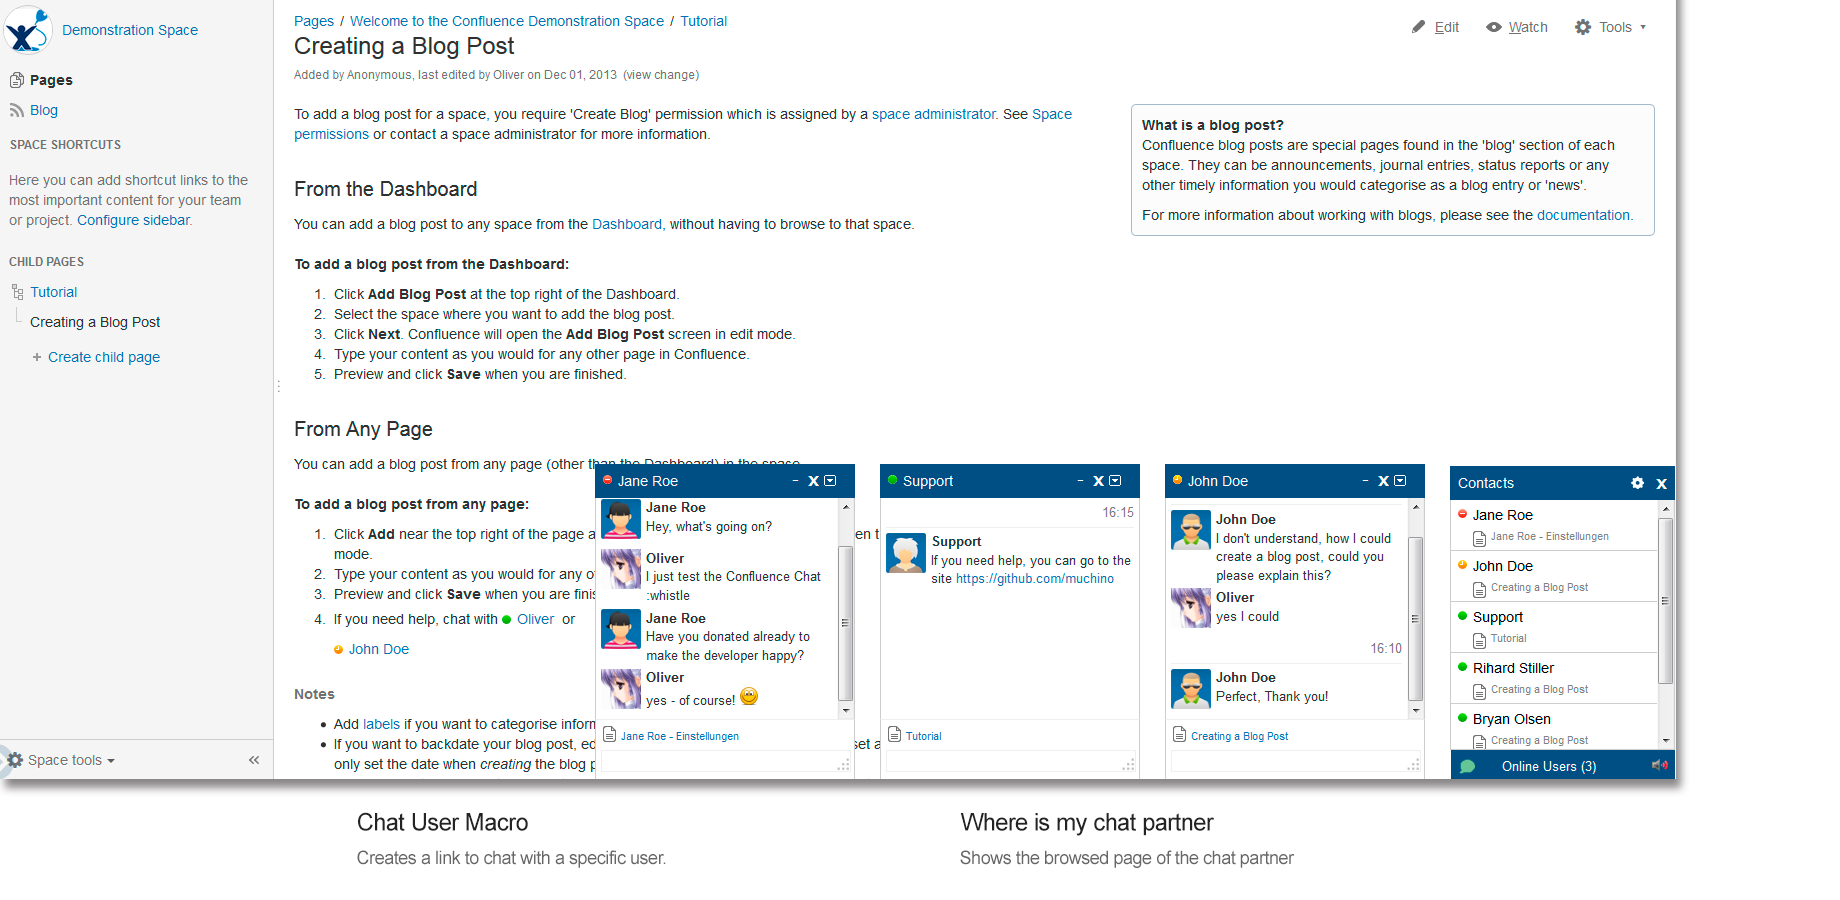 Demonstration Space
Pages
Blog
SPACE SHORTCUTS
Here you can add shortcut links to the
most important content for your team
or project. Configure sidebar.
CHILD PAGES
Tutorial
Creating a Blog Post
+ Create child page
Space tools
Pages / Welcome to the Confluence Demonstration Space / Tutorial
Creating a Blog Post
Added by Anonymous, last edited by Oliver on Dec 01, 2013 (view change)
Edit
Watch
Tools
To add a blog post for a space, you require 'Create Blog' permission which is assigned by a space administrator. See Space
permissions or contact a space administrator for more information.
What is a blog post?
Confluence blog posts are special pages found in the 'blog' section of each
space. They can be announcements, journal entries, status reports or any
other timely information you would categorise as a blog entry or 'news'.
For more information about working with blogs, please see the documentation.
From the Dashboard
You can add a blog post to any space from the Dashboard, without having to browse to that space.
To add a blog post from the Dashboard:
1. Click Add Blog Post at the top right of the Dashboard.
2. Select the space where you want to add the blog post.
3. Click Next. Confluence will open the Add Blog Post screen in edit mode.
4. Type your content as you would for any other page in Confluence.
5. Preview and click Save when you are finished.
From Any Page
You can add a blog post from any page (other than the Dashboard) in the space
To add a blog post from any page:
1. Click Add near the top right of the page a
mode.
2. Type your content as you would for any o
3. Preview and click Save when you are finis
4. If you need help, chat with Oliver or
John Doe
Notes
• Add labels if you want to categorise inforn
• If you want to backdate your blog post, ed
only set the date when creating the blog p
Jane Roe
Jane Roe
Hey, what's going on?
Oliver
I just test the Confluence Chat
:whistle
Jane Roe
Have you donated already to
make the developer happy?
Oliver
yes - of course!
Jane Roe - Einstellungen
en t
set a
Support
16:15
Support
If you need help, you can go to the
site https://github.com/muchino
Tutorial
John Doe
John Doe
I don't understand, how I could
create a blog post, could you
please explain this?
Oliver
yes I could
16:10
John Doe
Perfect, Thank you!
Creating a Blog Post
Contacts
Jane Roe
Jane Roe - Einstellungen
John Doe
Creating a Blog Post
Support
Tutorial
Rihard Stiller
Creating a Blog Post
Bryan Olsen
Creating a Blog Post
Online Users (3)
Chat User Macro
Creates a link to chat with a specific user.
Where is my chat partner
Shows the browsed page of the chat partner